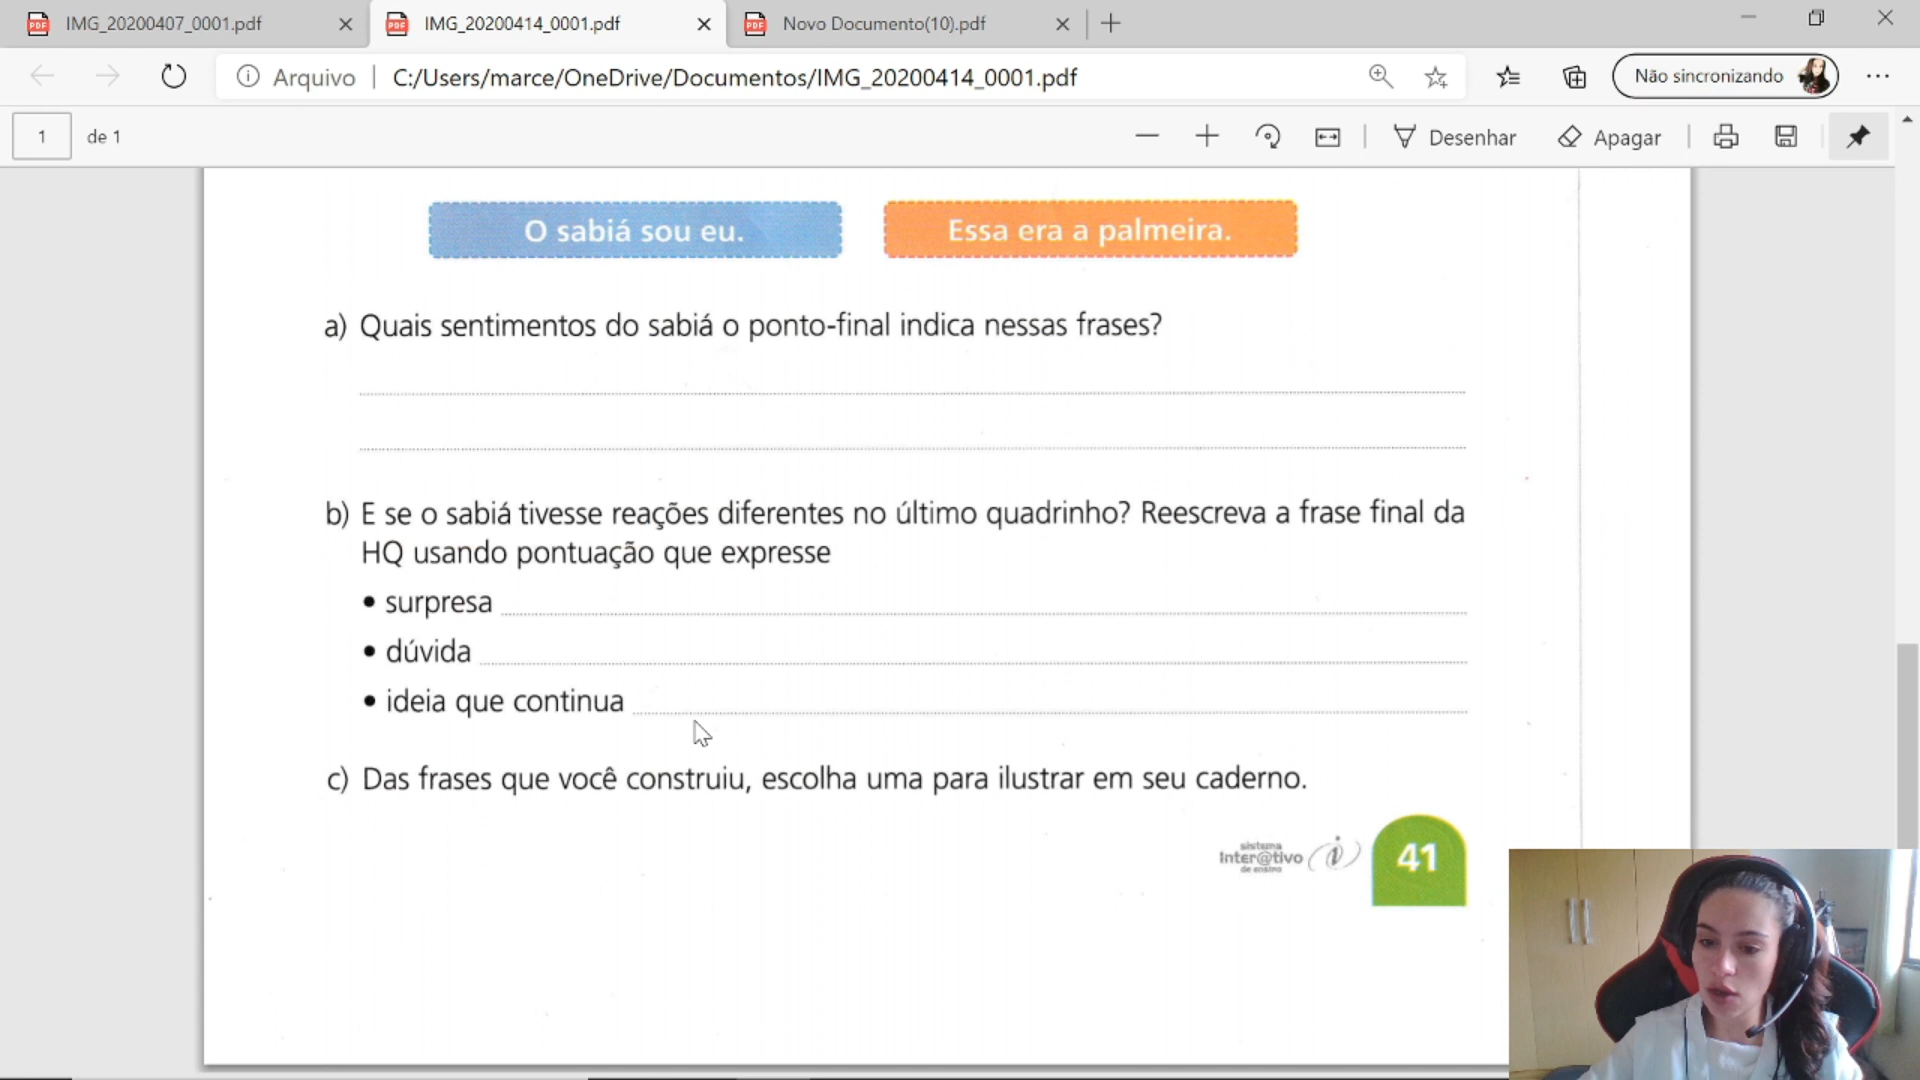 IMG_20200407_0001.pdf
IMG_20200414_0001.pdf
Novo Documento(10).pdf
Arquivo
C:/Users/marce/OneDrive/Documentos/IMG_20200414_0001.pdf
Não sincronizando
1
de 1
Desenhar
Apagar
O sabiá sou eu.
Essa era a palmeira.
a) Quais sentimentos do sabiá o ponto-final indica nessas frases?
b) E se o sabiá tivesse reações diferentes no último quadrinho? Reescreva a frase final da
HQ usando pontuação que expresse
• surpresa
• dúvida
• ideia que continua
c) Das frases que você construiu, escolha uma para ilustrar em seu caderno.
sistema
inter@tivo
de ensino
41